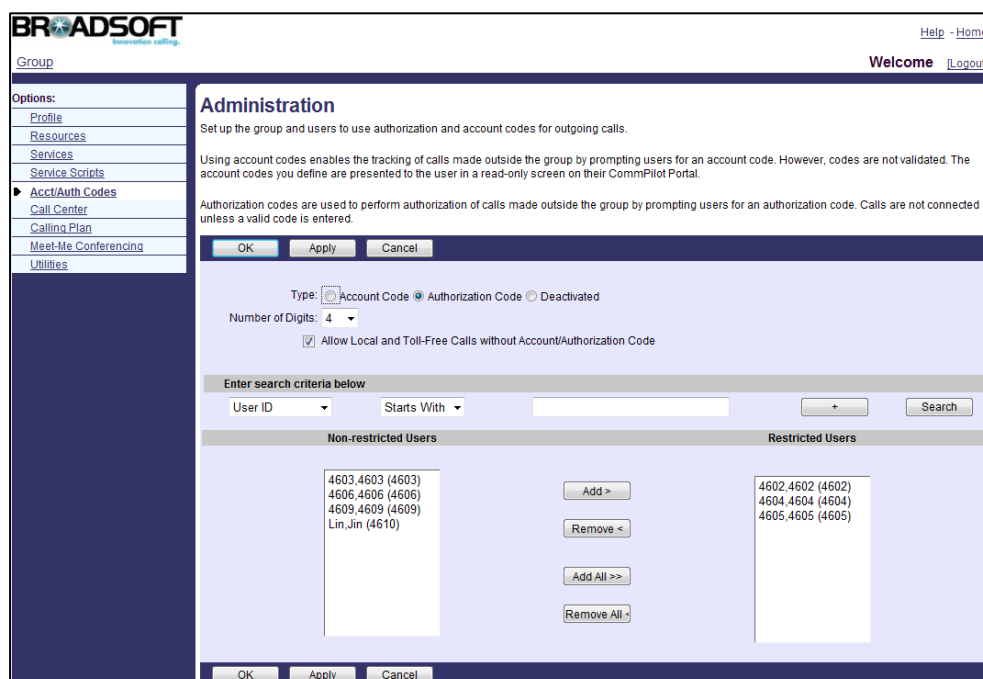 BROADSOFT
Innovation calling.
Help - Home
Group
Welcome [Logout
Options:
Profile
Resources
Services
Service Scripts
Acct/Auth Codes
Call Center
Calling Plan
Meet-Me Conferencing
Utilities
Administration
Set up the group and users to use authorization and account codes for outgoing calls.
Using account codes enables the tracking of calls made outside the group by prompting users for an account code. However, codes are not validated. The
account codes you define are presented to the user in a read-only screen on their CommPilot Portal.
Authorization codes are used to perform authorization of calls made outside the group by prompting users for an authorization code. Calls are not connected
unless a valid code is entered.
OK Apply Cancel
Type: Account Code Authorization Code Deactivated
Number of Digits: 4
Allow Local and Toll-Free Calls without Account/Authorization Code
Enter search criteria below
User ID Starts With + Search
Non-restricted Users Restricted Users
4603,4603 (4603)
4606,4606 (4606)
4609,4609 (4609)
Lin,Jin (4610)
Add >
Remove <
Add All >>
Remove All <
4602,4602 (4602)
4604,4604 (4604)
4605,4605 (4605)
OK Apply Cancel